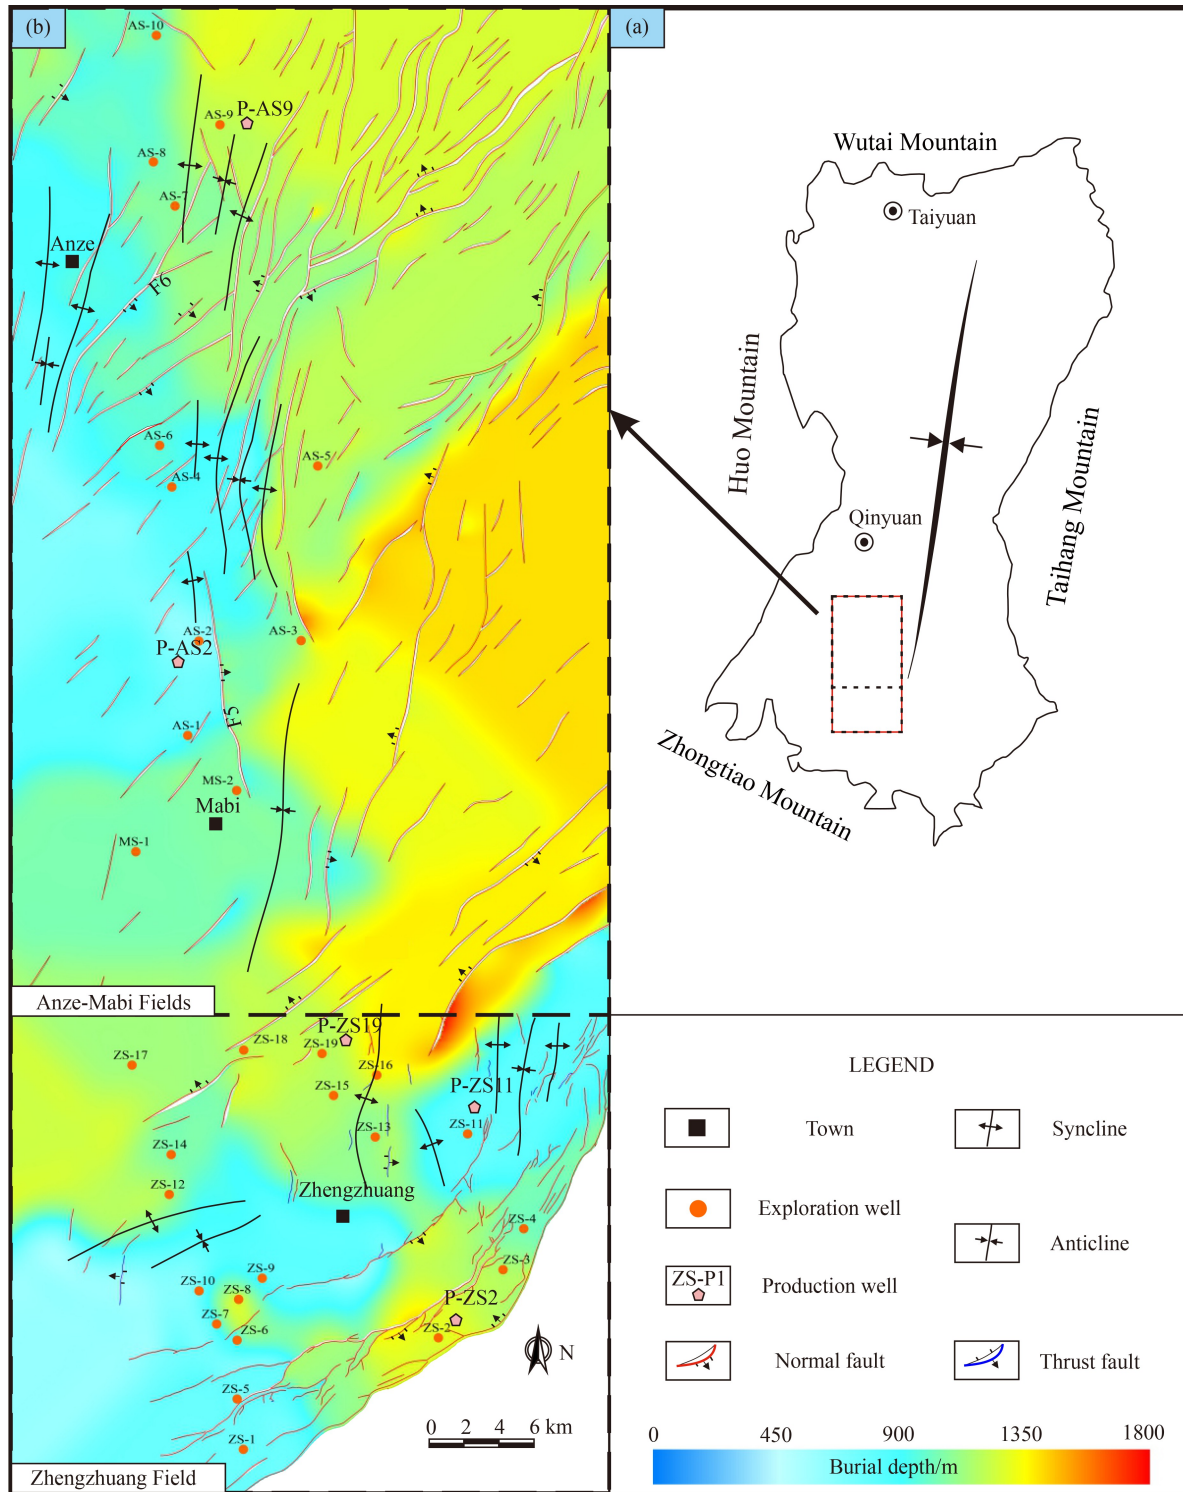 (b)
AS-10
AS-9
P-AS9
AS-8
AS-7
Anze
F6
AS-6
AS-5
AS-4
AS-2
AS-3
P-AS2
F5
AS-1
MS-2
Mabi
MS-1
Anze-Mabi Fields
P-ZS19
ZS-18
ZS-19
ZS-17
ZS-16
ZS-15
P-ZS11
ZS-13
ZS-11
ZS-14
ZS-12
Zhengzhuang
ZS-4
ZS-3
ZS-9
ZS-10
ZS-8
P-ZS2
ZS-7
ZS-6
ZS-2
N
ZS-5
0 2 4 6 km
ZS-1
Zhengzhuang Field
(a)
Wutai Mountain
Taiyuan
Huo Mountain
Taihang Mountain
Qinyuan
Zhongtiao Mountain
LEGEND
Town
Syncline
Exploration well
Anticline
ZS-P1
Production well
Normal fault
Thrust fault
0 450 900 1350 1800
Burial depth/m